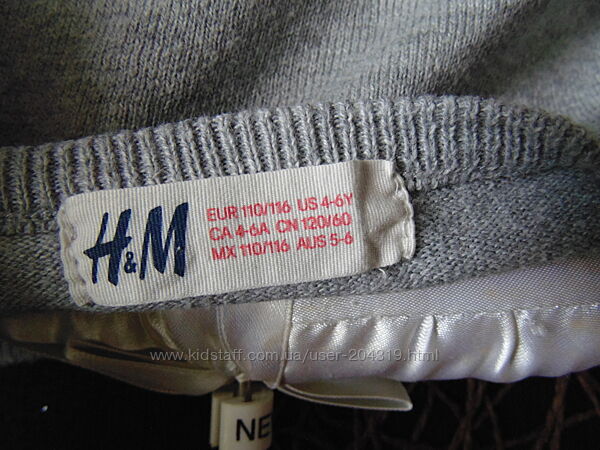 H&M
EUR 110/116 US 4-6Y
CA 4-6A CN 120/60
MX 110/116 AUS 5-6
www.kidstaff.com.ua/user-204319.html
NE